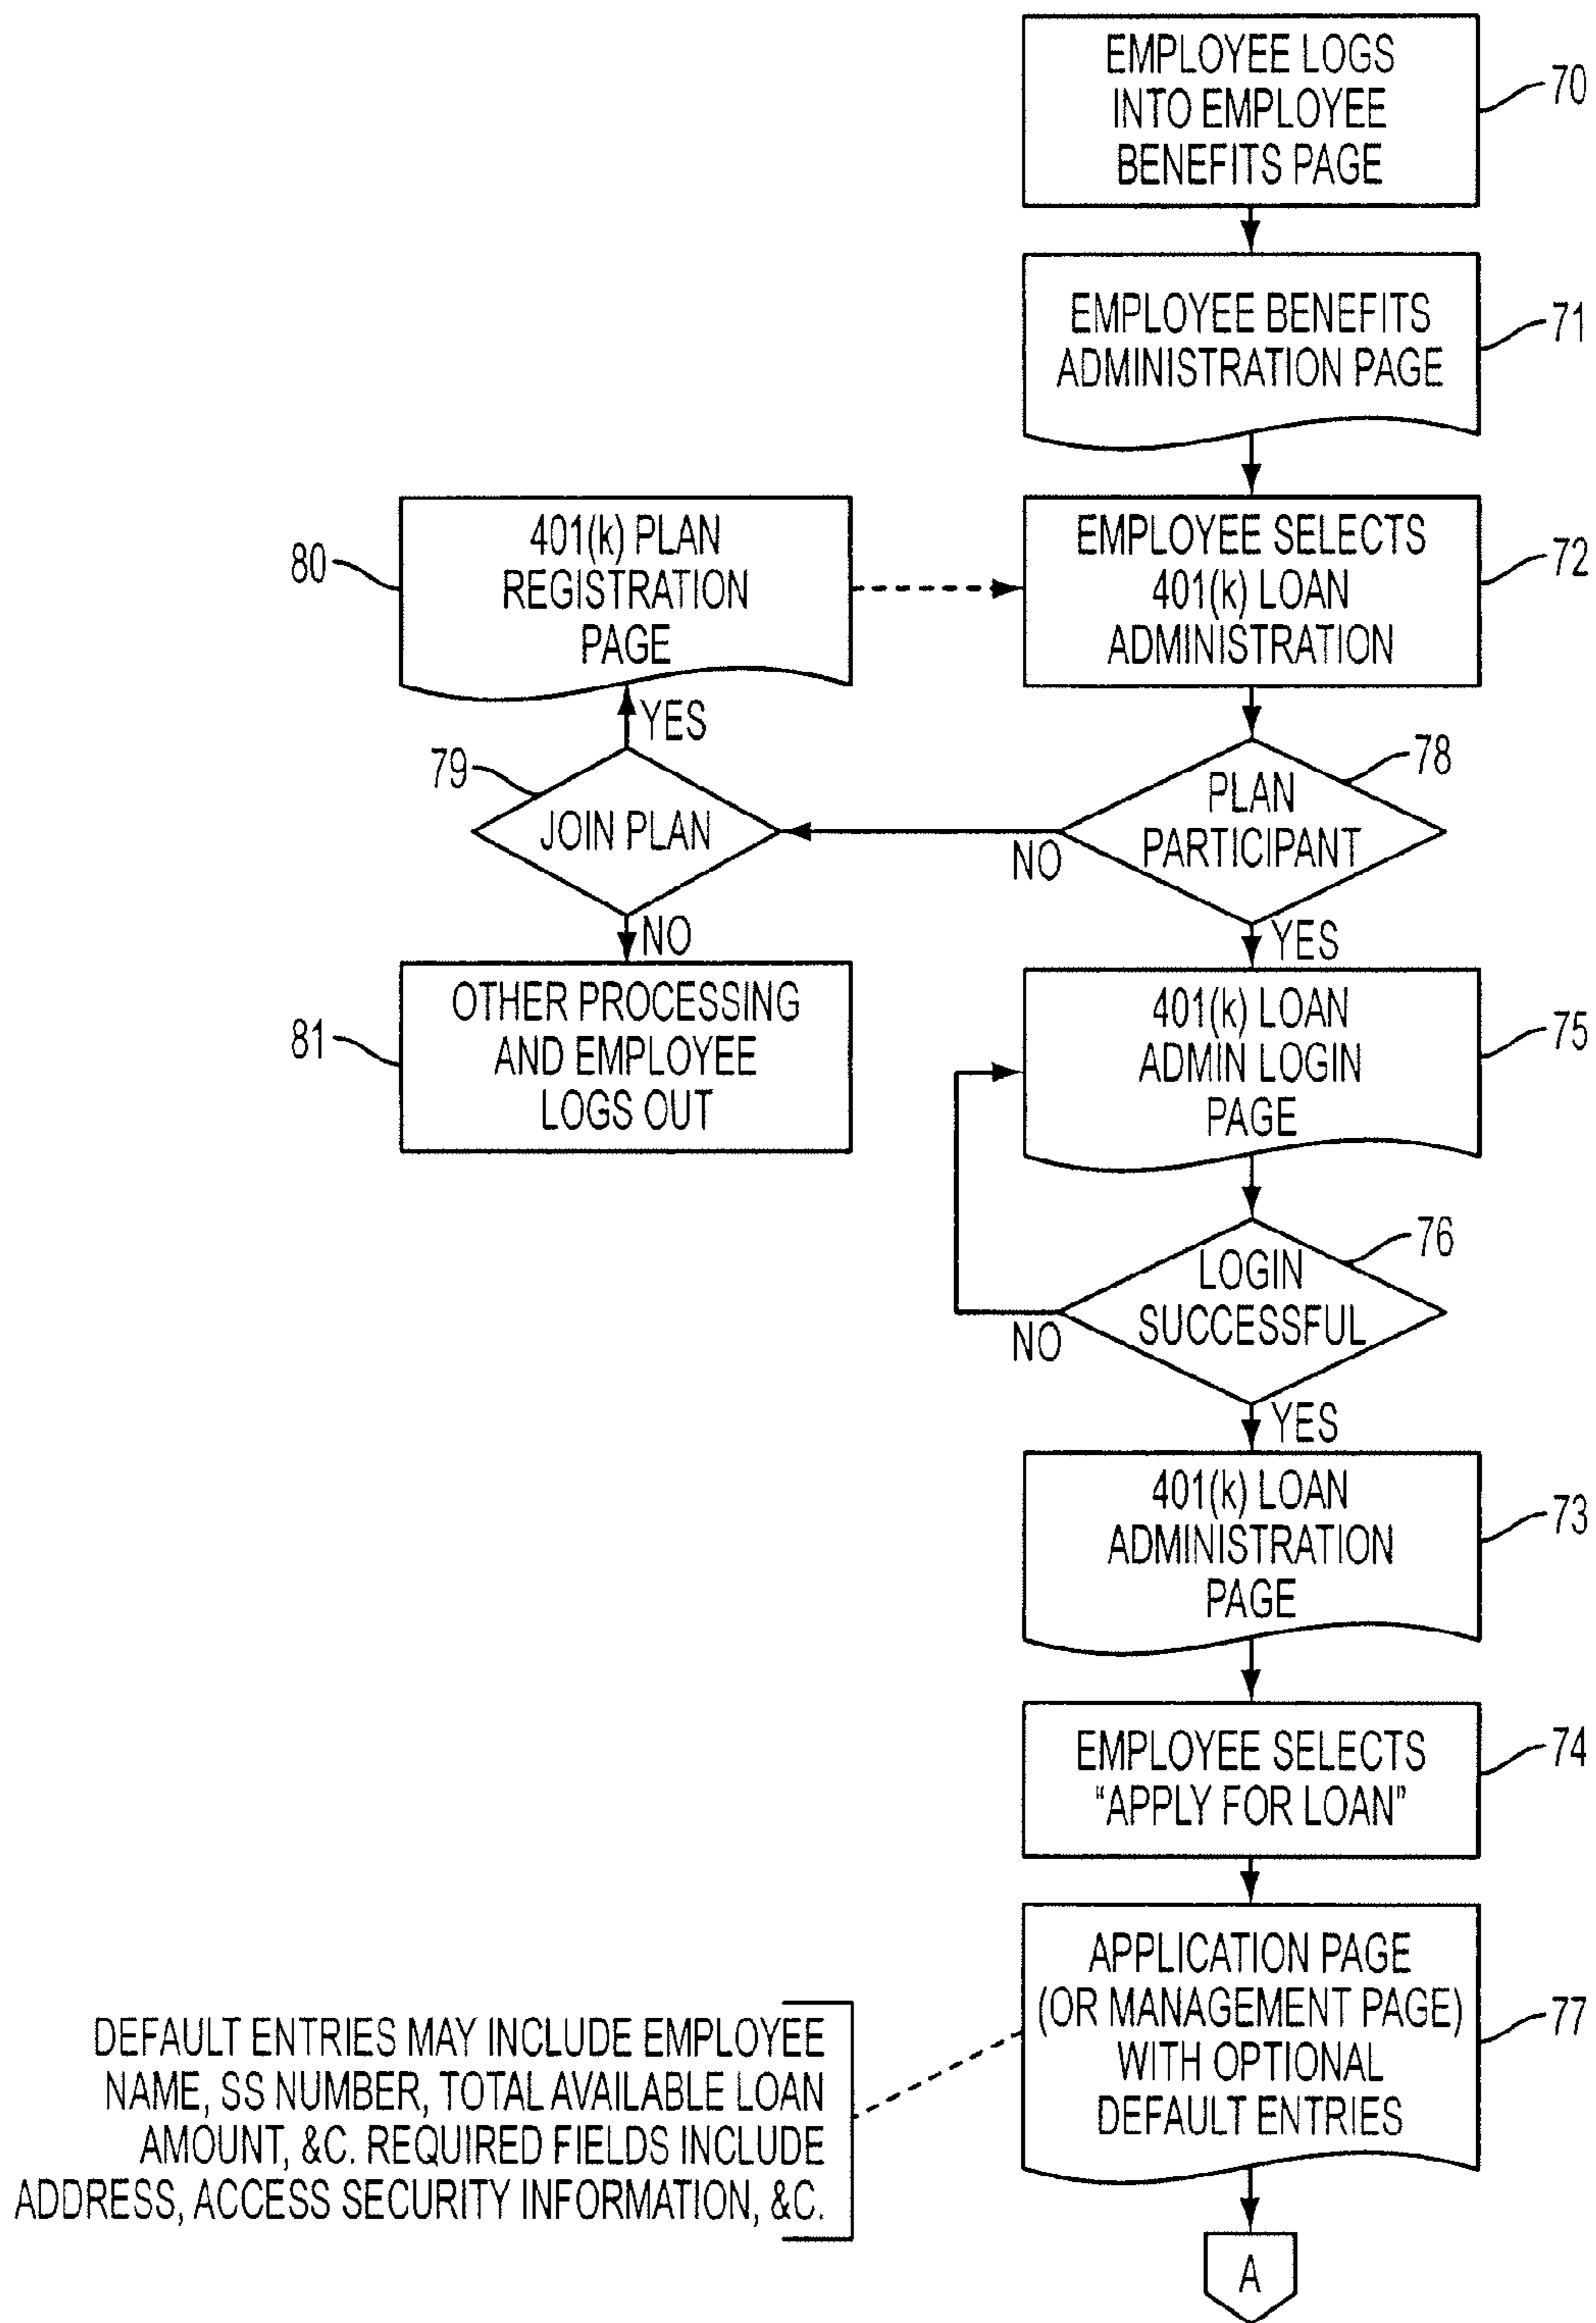 EMPLOYEE LOGS
INTO EMPLOYEE
BENEFITS PAGE
70
EMPLOYEE BENEFITS
ADMINISTRATION PAGE
71
80
401(k) PLAN
REGISTRATION
PAGE
EMPLOYEE SELECTS
401(k) LOAN
ADMINISTRATION
72
YES
79
JOIN PLAN
NO
PLAN
PARTICIPANT
78
NO
YES
81
OTHER PROCESSING
AND EMPLOYEE
LOGS OUT
401(k) LOAN
ADMIN LOGIN
PAGE
75
LOGIN
SUCCESSFUL
76
NO
YES
401(k) LOAN
ADMINISTRATION
PAGE
73
EMPLOYEE SELECTS
“APPLY FOR LOAN”
74
APPLICATION PAGE
(OR MANAGEMENT PAGE)
WITH OPTIONAL
DEFAULT ENTRIES
77
DEFAULT ENTRIES MAY INCLUDE EMPLOYEE
NAME, SS NUMBER, TOTAL AVAILABLE LOAN
AMOUNT, &C. REQUIRED FIELDS INCLUDE
ADDRESS, ACCESS SECURITY INFORMATION, &C.
A